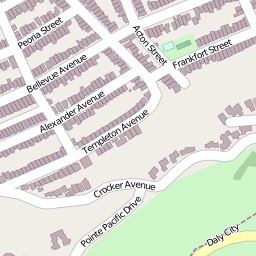 Peoria Street
Acton Street
Frankfort Street
Bellevue Avenue
Alexander Avenue
Templeton Avenue
Crocker Avenue
Pointe Pacific Drive
Daly City